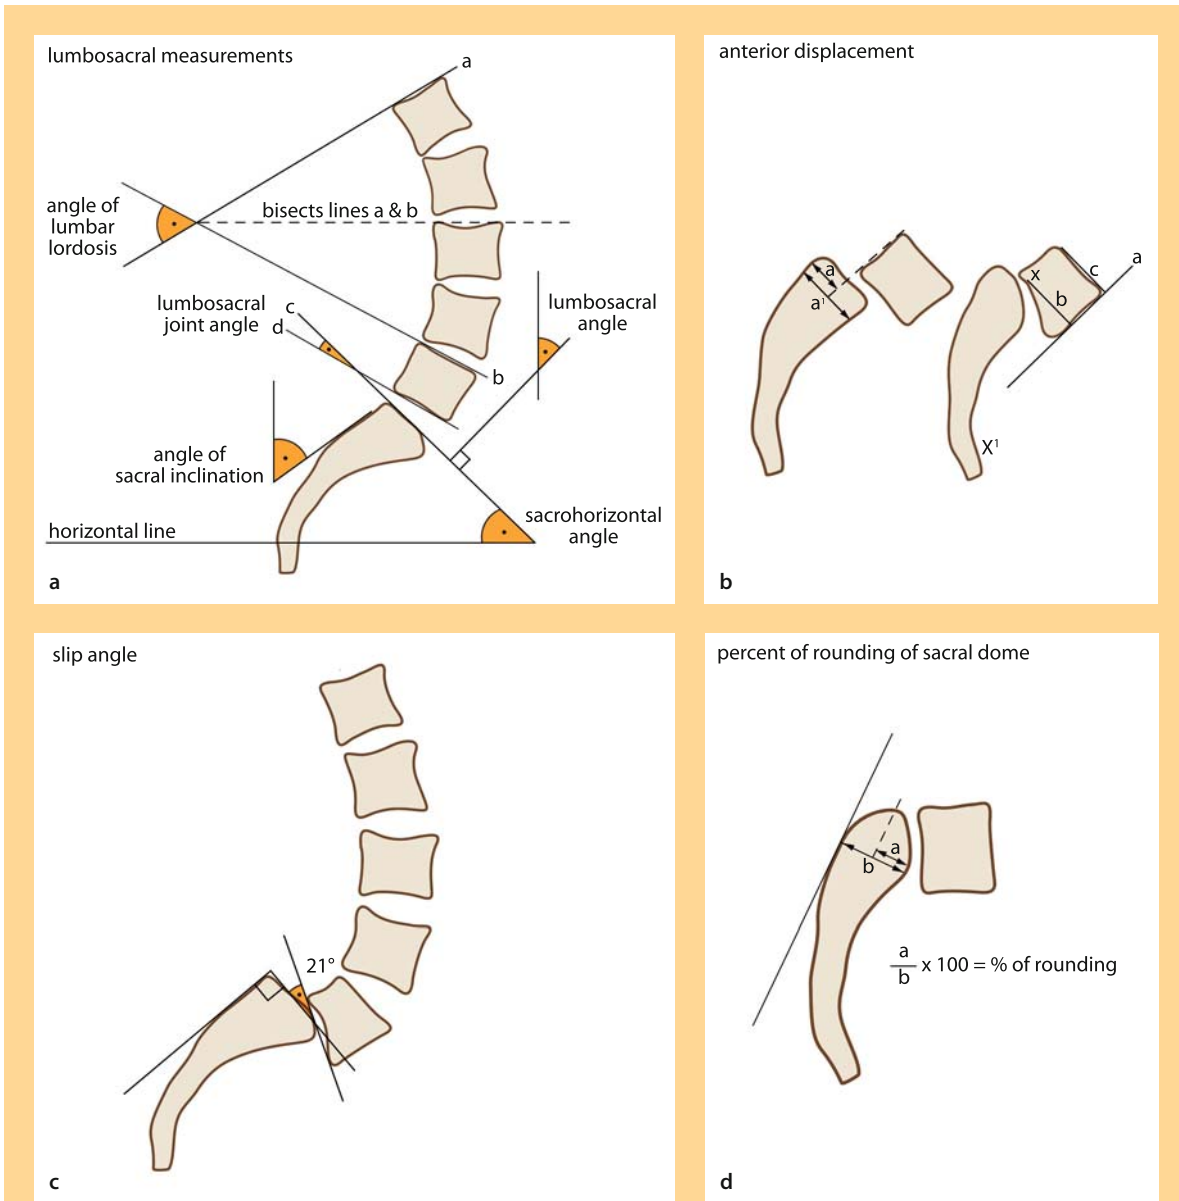 lumbosacral measurements
a
angle of
lumbar
lordosis
bisects lines a & b
lumbosacral
joint angle
c
d
lumbosacral
angle
b
angle of
sacral inclination
horizontal line
sacrohorizontal
angle
a
anterior displacement
a
a¹
x
c
a
b
X¹
b
slip angle
21°
c
percent of rounding of sacral dome
a
b
a
b
x 100 = % of rounding
d